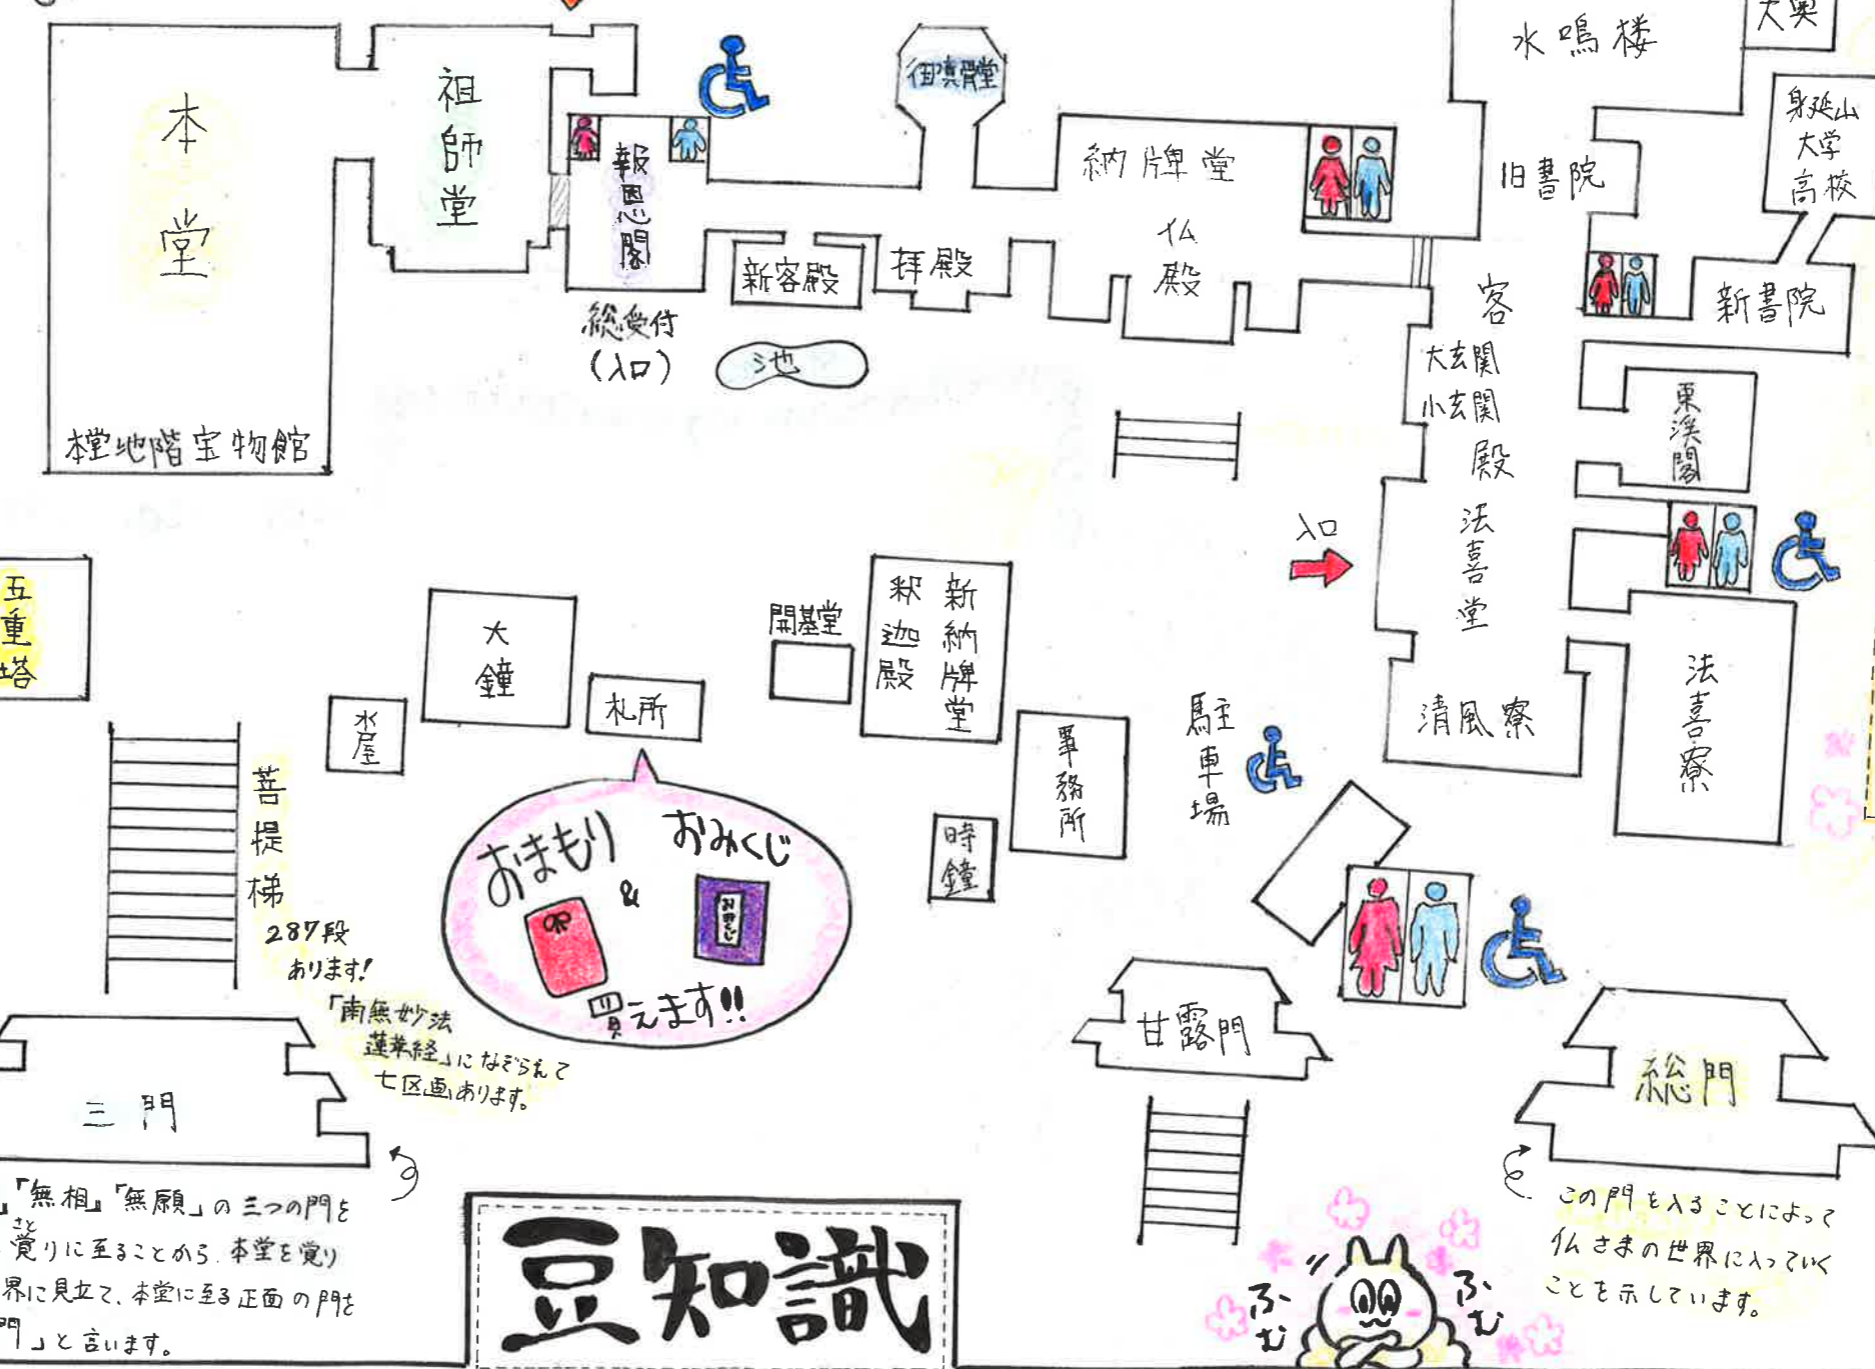 水鳴楼
大奥
本堂
本堂地階宝物館
祖師堂
報恩閣
総受付
(入口)
御真骨堂
新客殿
拝殿
池
納牌堂
仏殿
旧書院
身延山
大学
高校
新書院
客殿
大玄関
小玄関
東渓閣
入口
法喜堂
清風寮
法喜寮
五重塔
大鐘
水屋
札所
開基堂
新納牌堂
釈迦殿
事務所
時鐘
駐車場
菩提梯
287段
あります!
「南無妙法
蓮華経」になぞらえて
七区画あります。
おまもり
&
おみくじ
おみくじ
買えます!!
甘露門
総門
三門
」「無相」「無願」の三つの門を
さと
覚りに至ることから、本堂を覚り
界に見立て、本堂に至る正面の門を
門」と言います。
豆知識
ふむ
ふむ
この門を入ることによって
仏さまの世界に入っていく
ことを示しています。